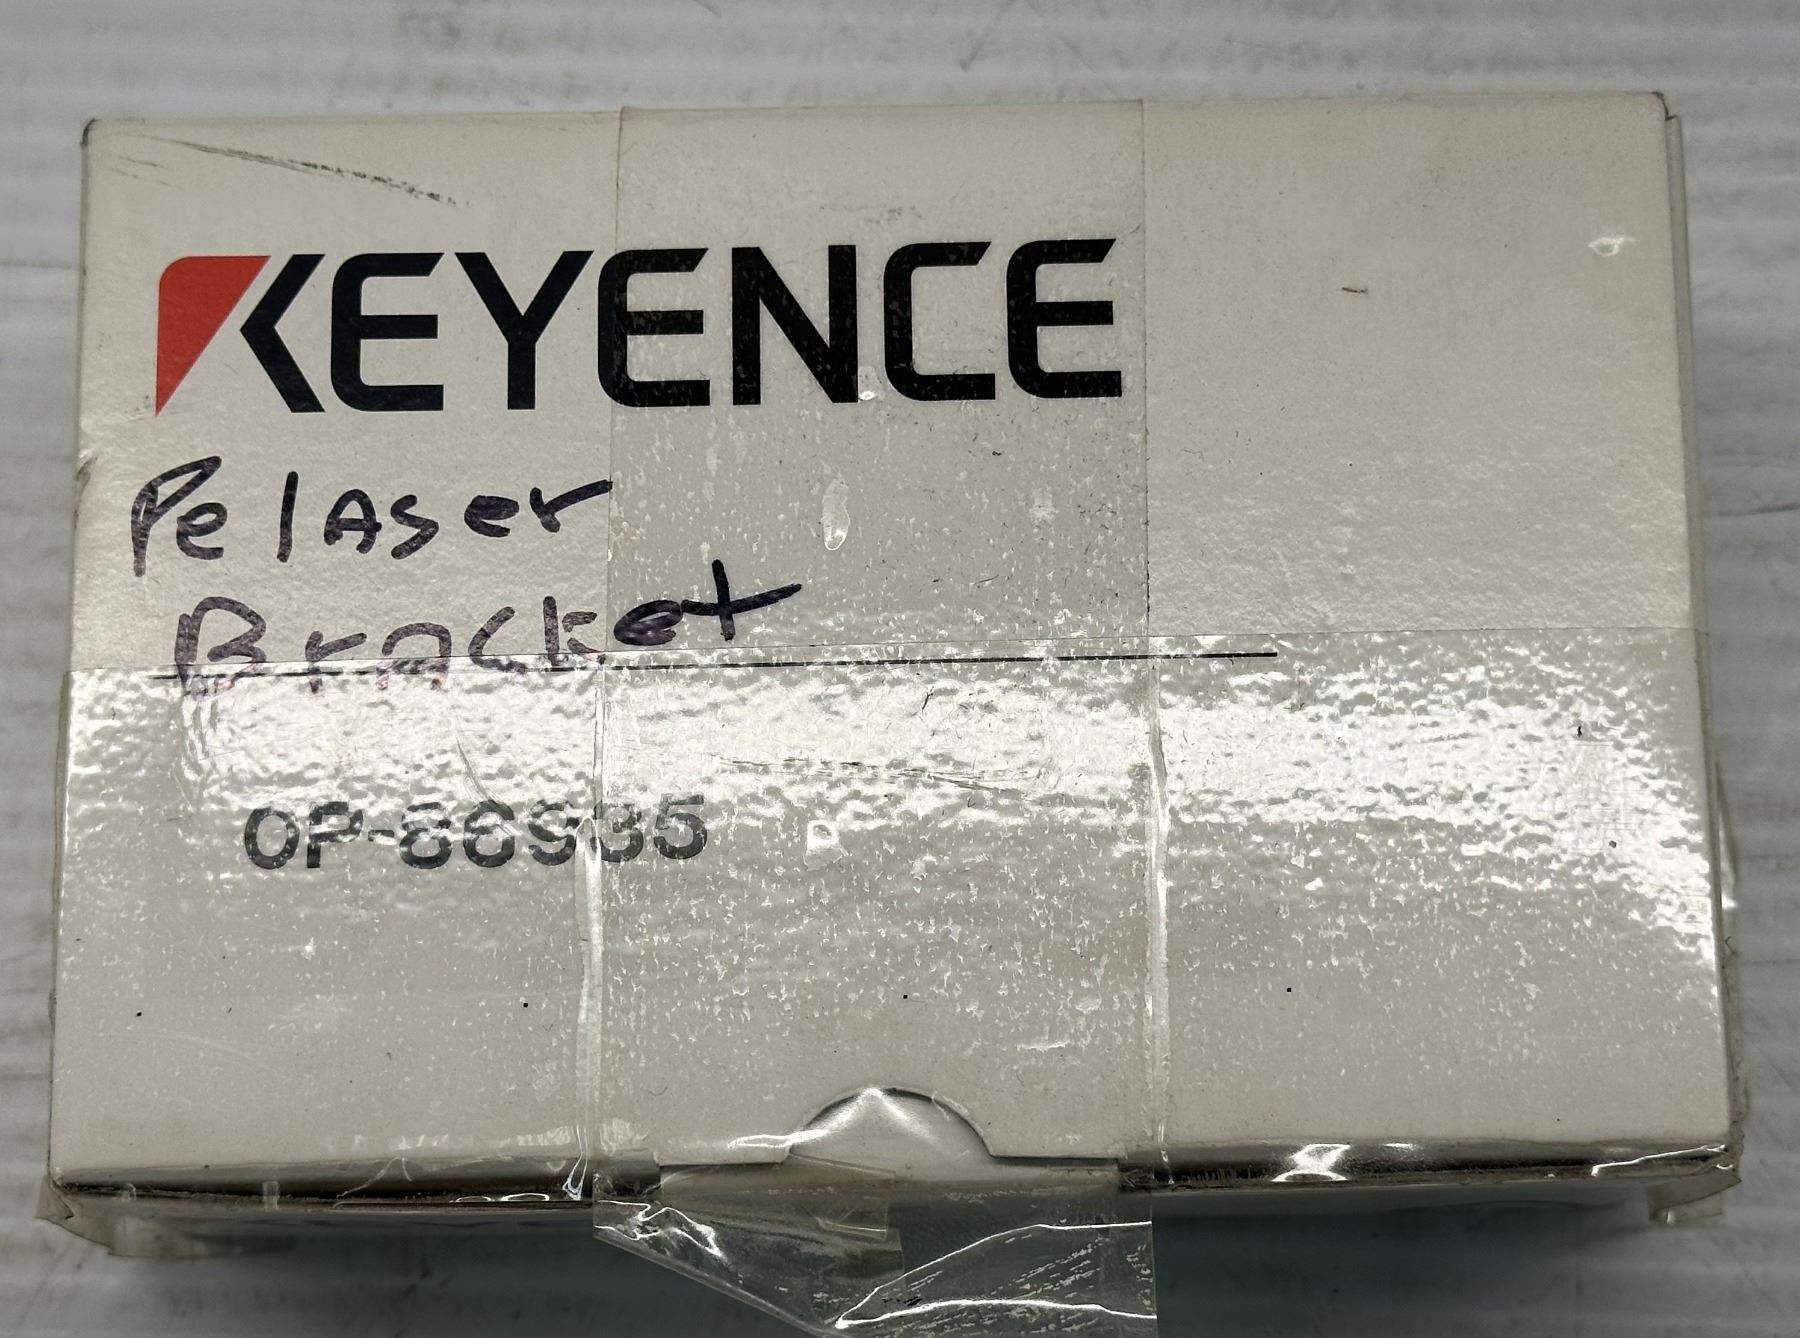 KEYENCE
Pe lAser
BrAcket
OP-86935